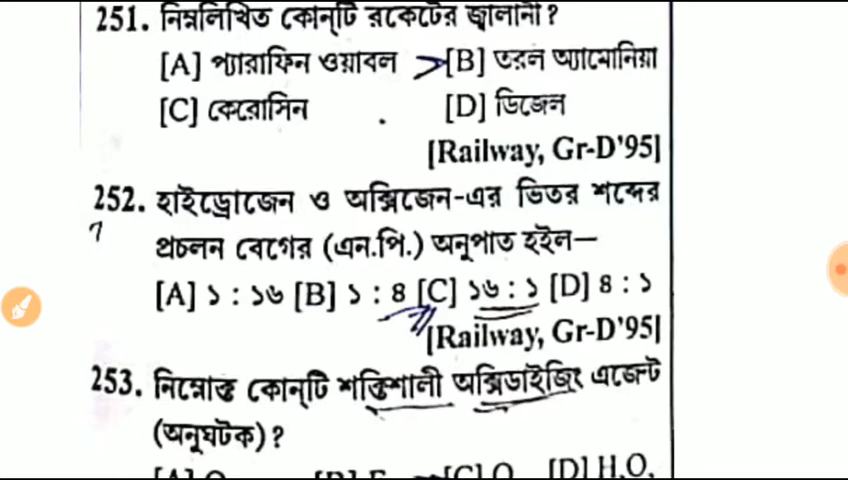 251. নিম্নলিখিত কোন্‌টি রকেটের জ্বালানী?
[A] প্যারাফিন ওয়াবল [B] তরল অ্যামোনিয়া
[C] কেরোসিন [D] ডিজেল
[Railway, Gr-D'95]
252. হাইড্রোজেন ও অক্সিজেন-এর ভিতর শব্দের
প্রচলন বেগের (এন.পি.) অনুপাত হইল—
[A] ১ : ১৬ [B] ১ : ৪ [C] ১৬ : ১ [D] ৪ : ১
[Railway, Gr-D'95]
253. নিম্নোক্ত কোন্‌টি শক্তিশালী অক্সিডাইজিং এজেন্ট
(অনুঘটক)?